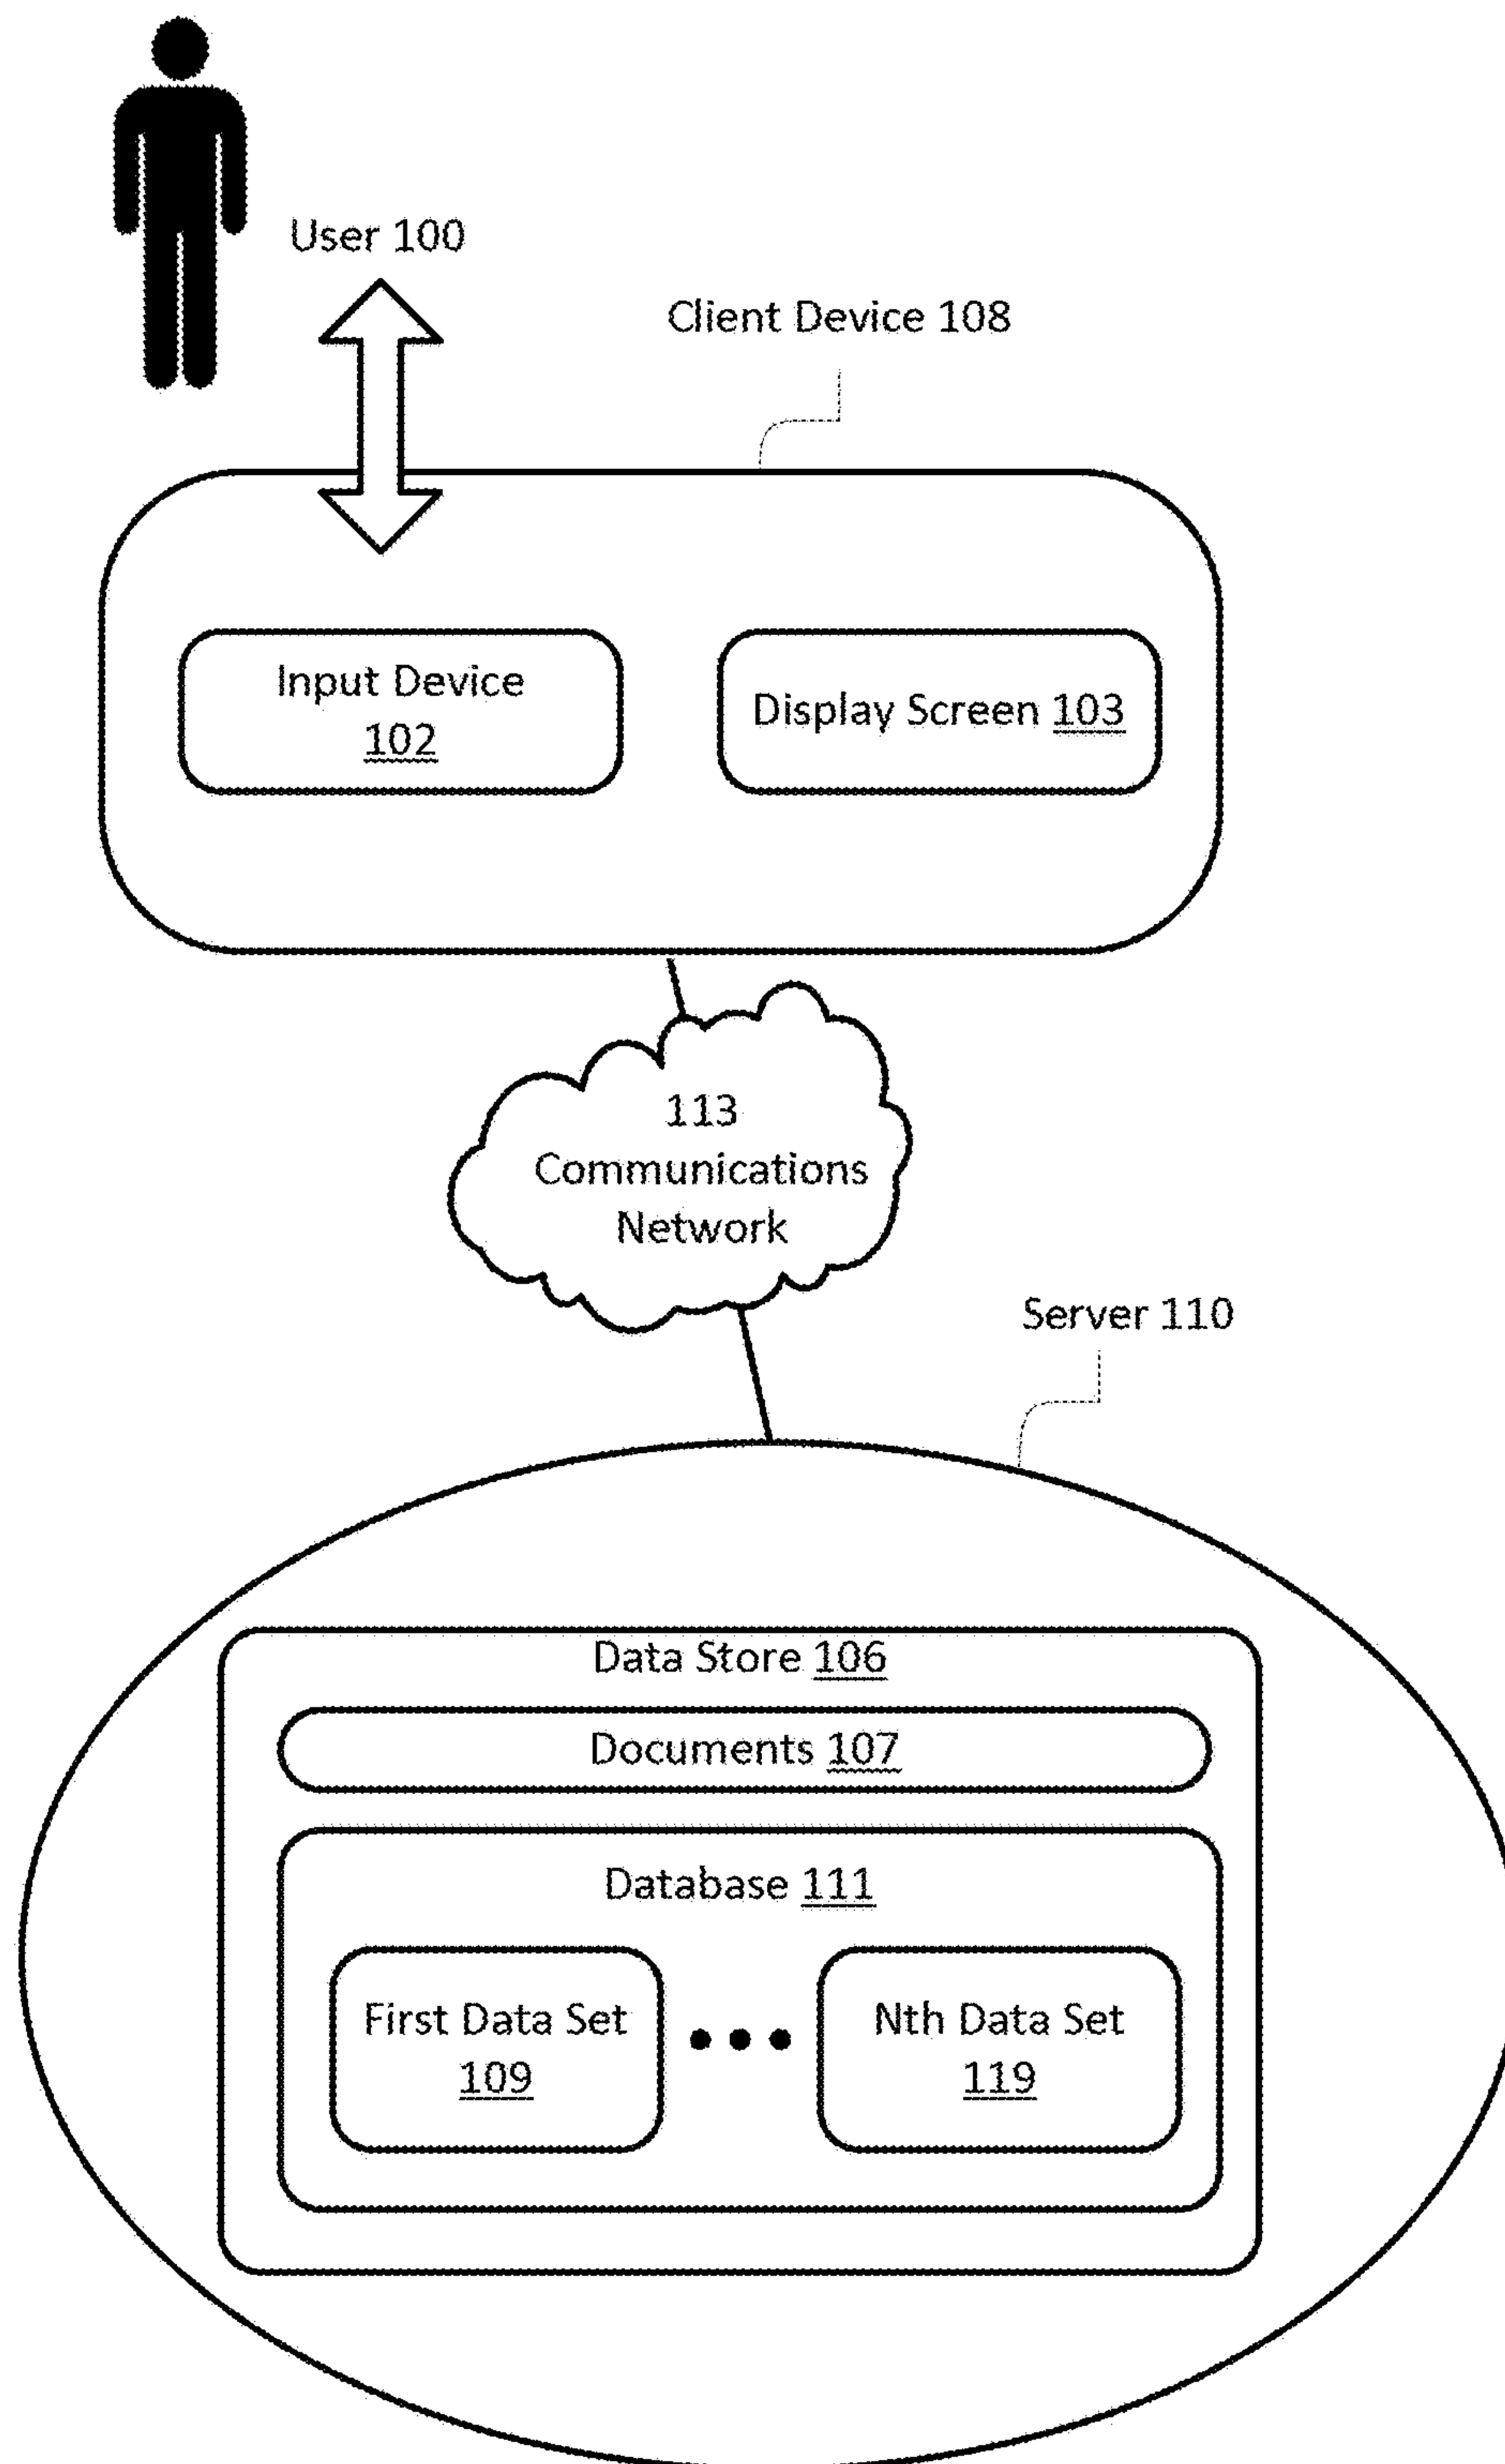 User 100
Client Device 108
Input Device
102
Display Screen 103
113
Communications
Network
Server 110
Data Store 106
Documents 107
Database 111
First Data Set
109
Nth Data Set
119